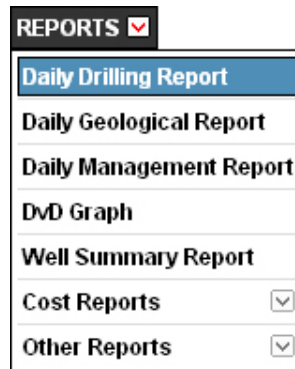 REPORTS
Daily Drilling Report
Daily Geological Report
Daily Management Report
DvD Graph
Well Summary Report
Cost Reports
Other Reports